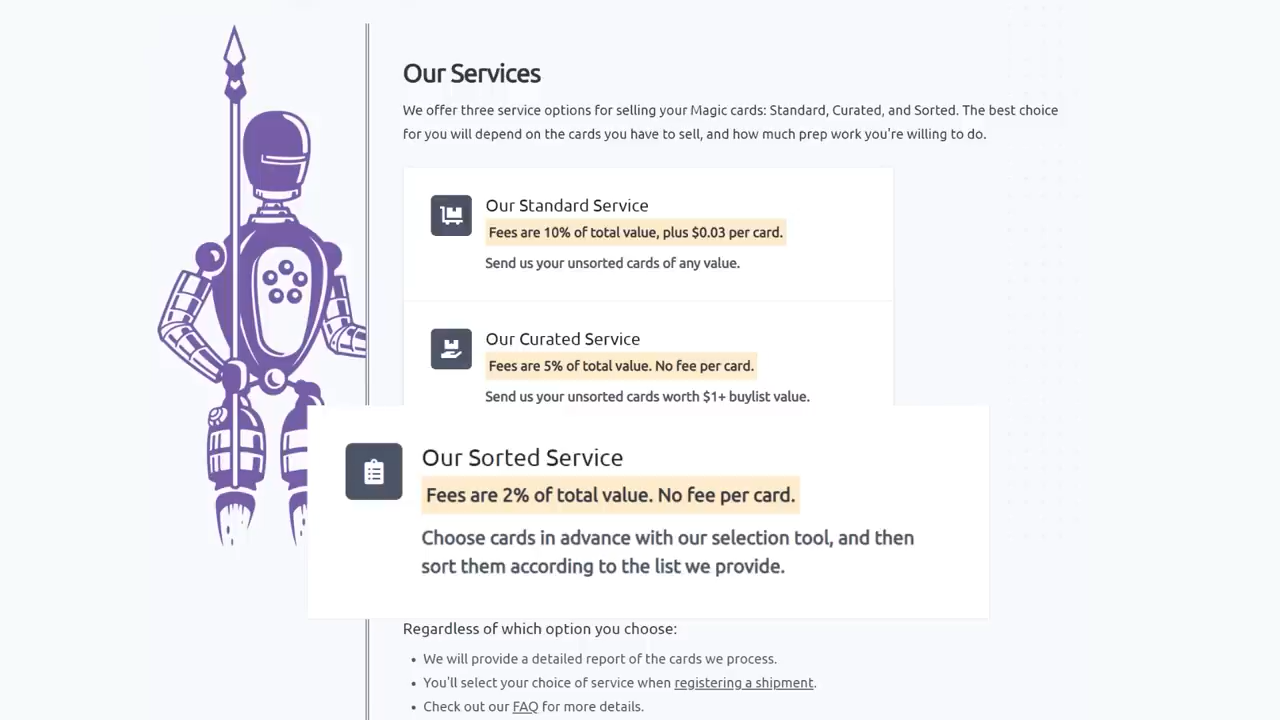 Our Services
We offer three service options for selling your Magic cards: Standard, Curated, and Sorted. The best choice
for you will depend on the cards you have to sell, and how much prep work you're willing to do.
Our Standard Service
Fees are 10% of total value, plus $0.03 per card.
Send us your unsorted cards of any value.
Our Curated Service
Fees are 5% of total value. No fee per card.
Send us your unsorted cards worth $1+ buylist value.
Our Sorted Service
Fees are 2% of total value. No fee per card.
Choose cards in advance with our selection tool, and then
sort them according to the list we provide.
Regardless of which option you choose:
• We will provide a detailed report of the cards we process.
• You'll select your choice of service when registering a shipment.
• Check out our FAQ for more details.